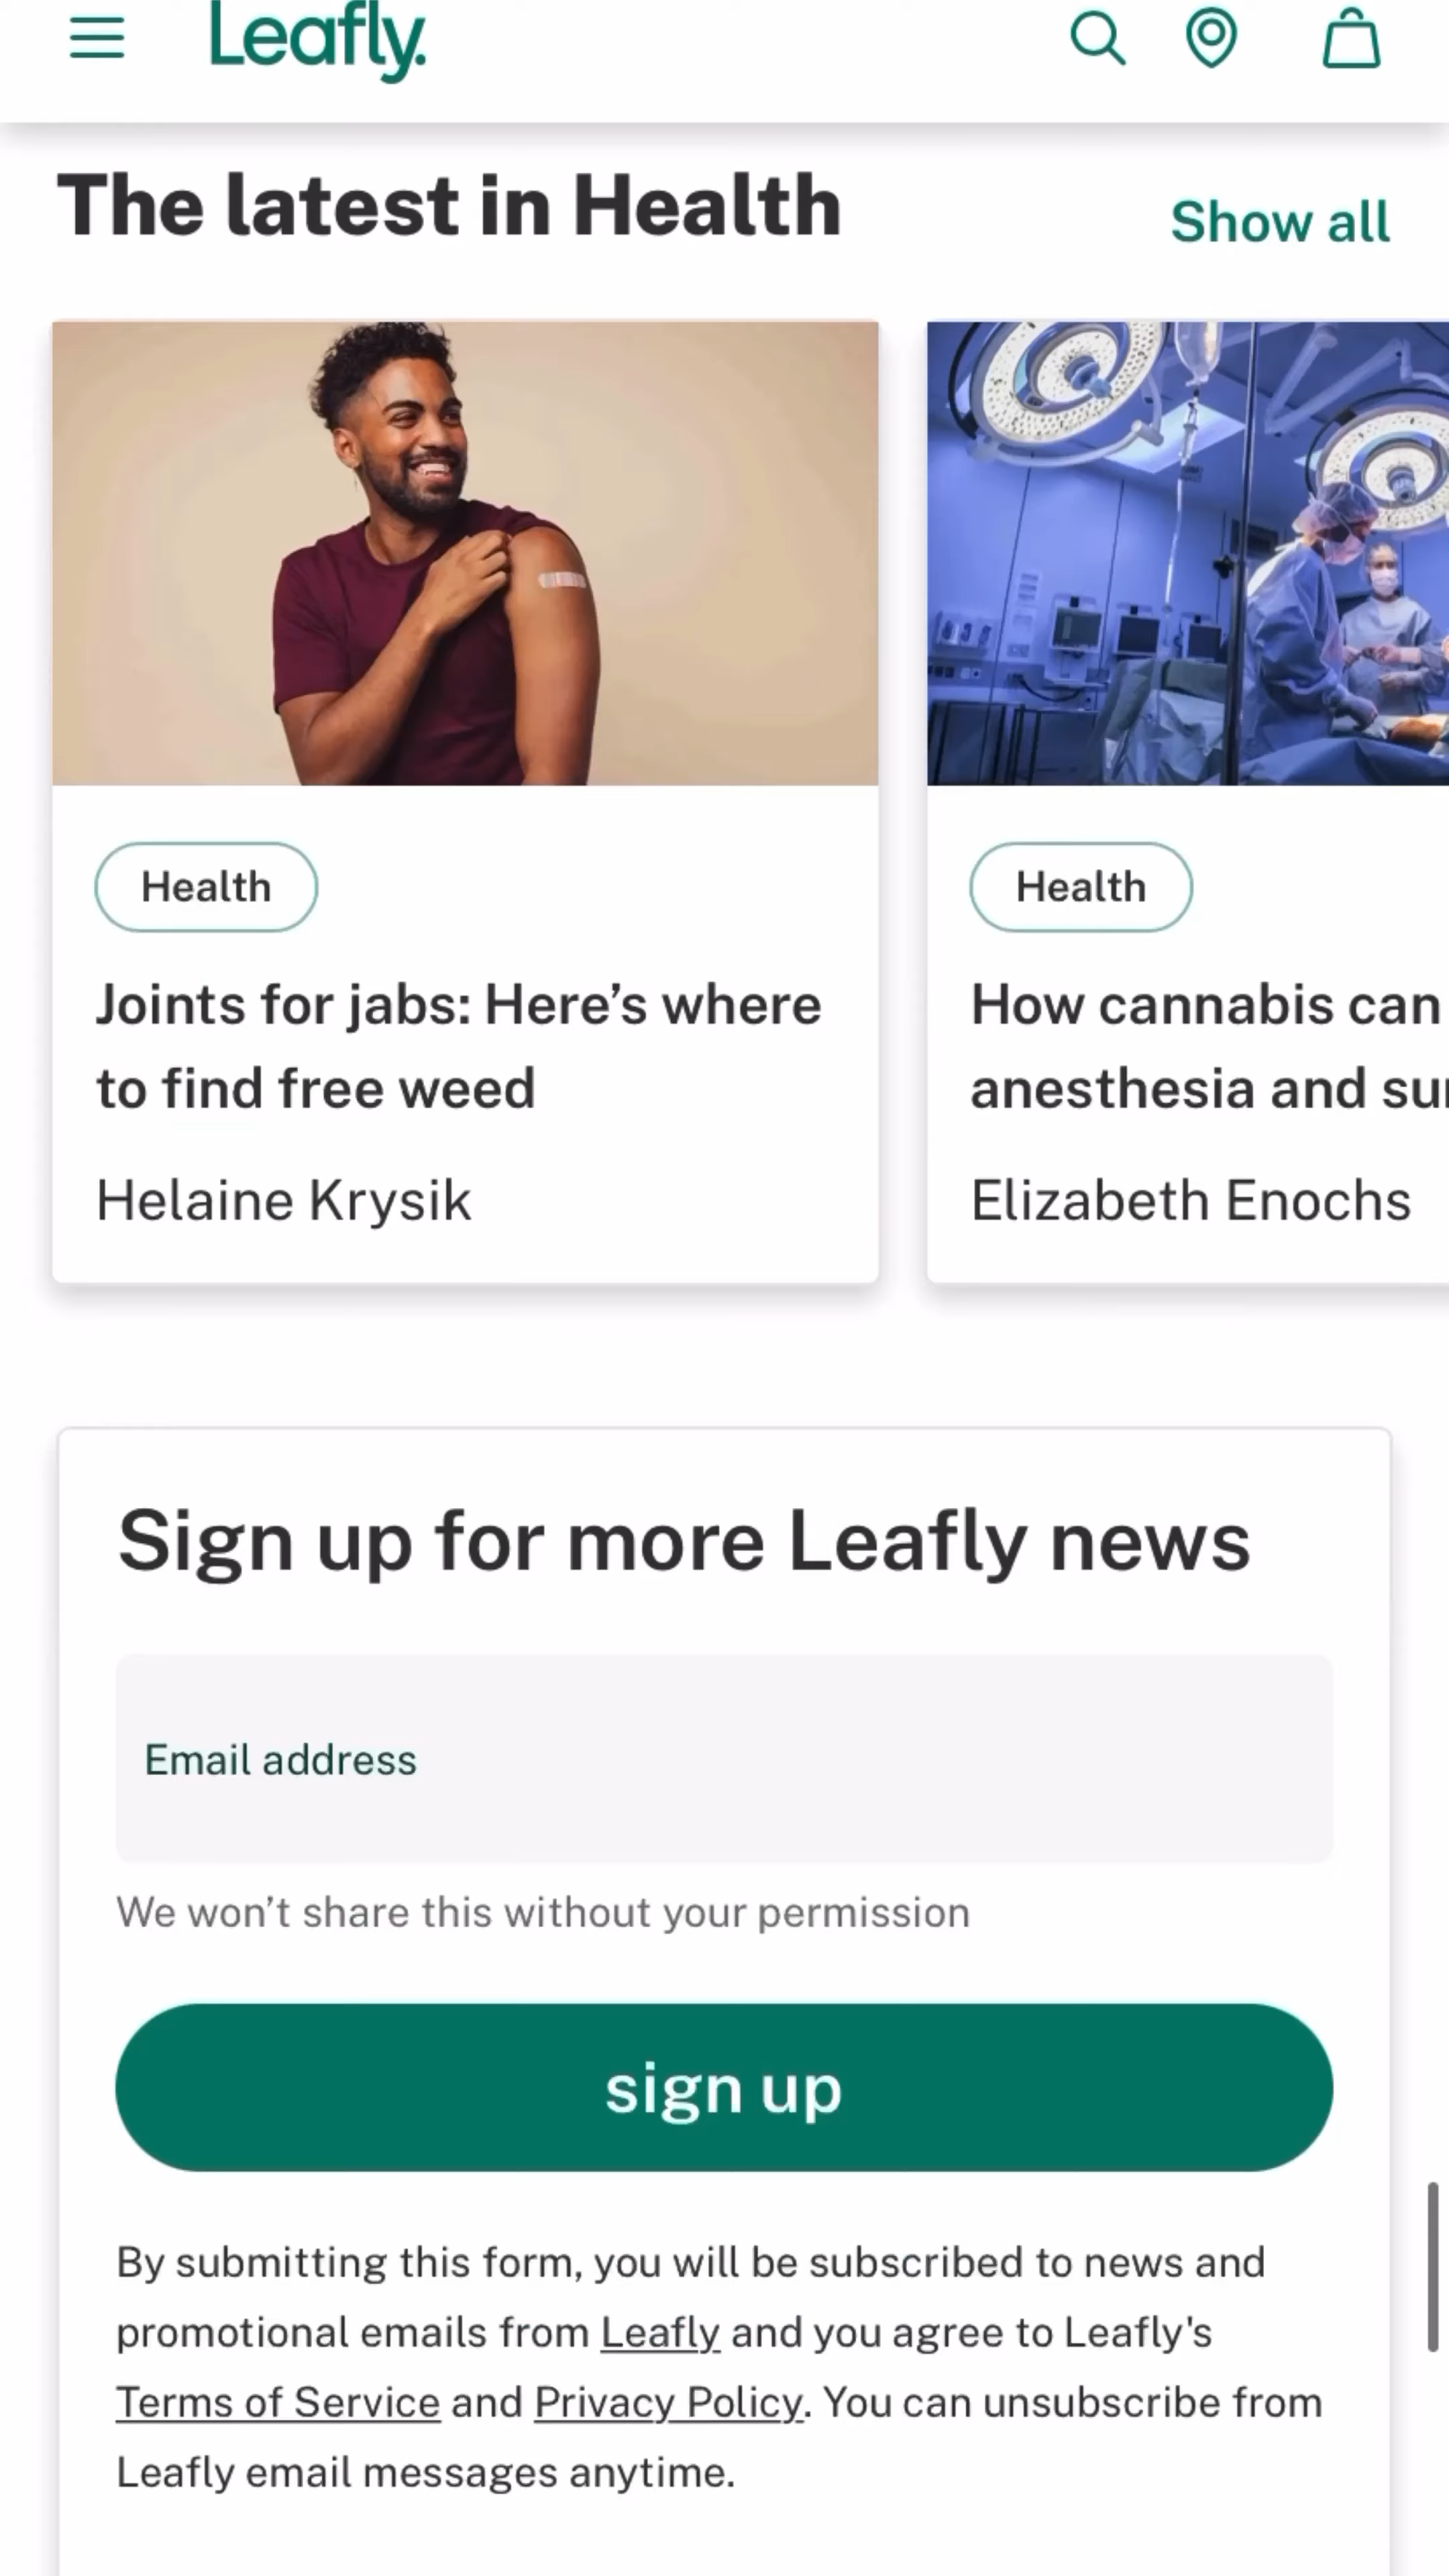 Leafly.
The latest in Health
Show all
Health
Joints for jabs: Here’s where
to find free weed
Helaine Krysik
Health
How cannabis can
anesthesia and
Elizabeth Enochs
Sign up for more Leafly news
Email address
We won’t share this without your permission
sign up
By submitting this form, you will be subscribed to news and
promotional emails from Leafly and you agree to Leafly's
Terms of Service and Privacy Policy. You can unsubscribe from
Leafly email messages anytime.